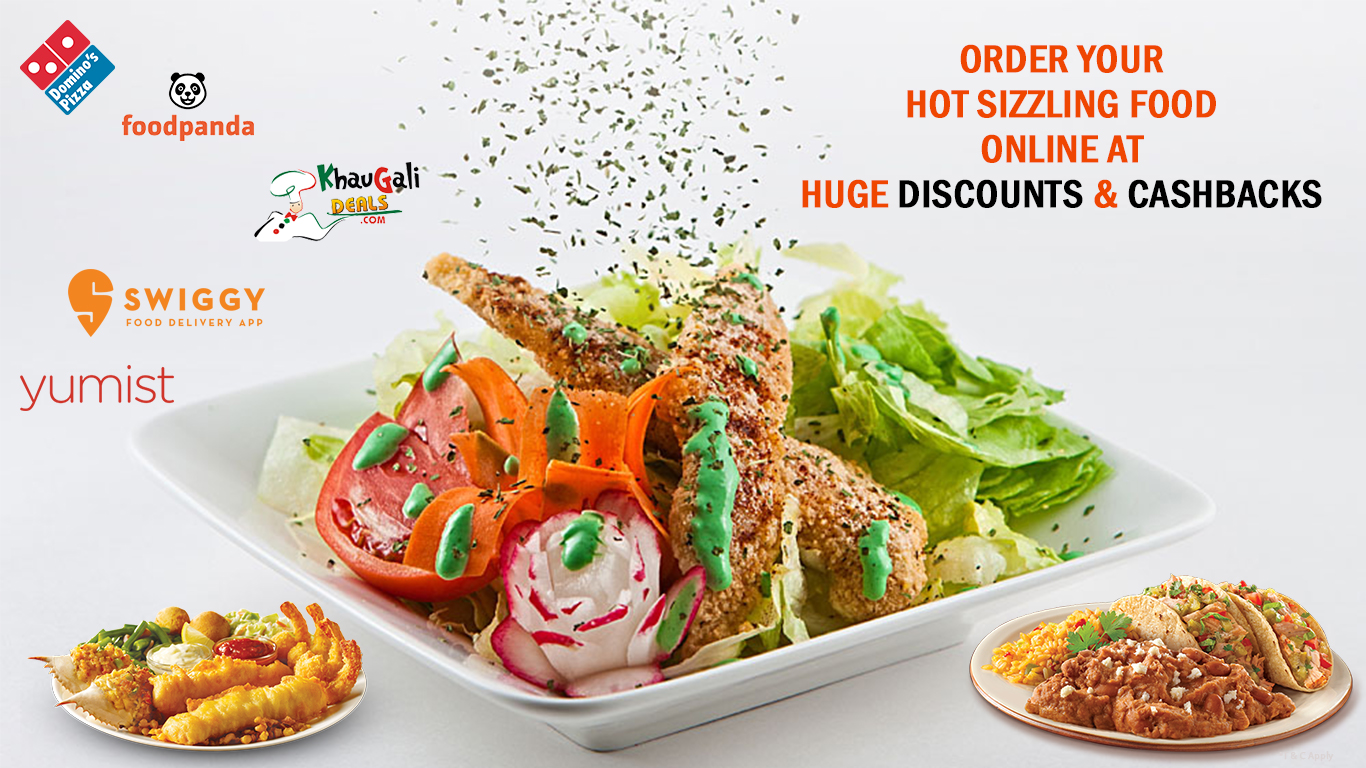 Domino's
Pizza
foodpanda
KhauGali
DEALS
.COM
SWIGGY
FOOD DELIVERY APP
yumist
ORDER YOUR
HOT SIZZLING FOOD
ONLINE AT
HUGE DISCOUNTS & CASHBACKS